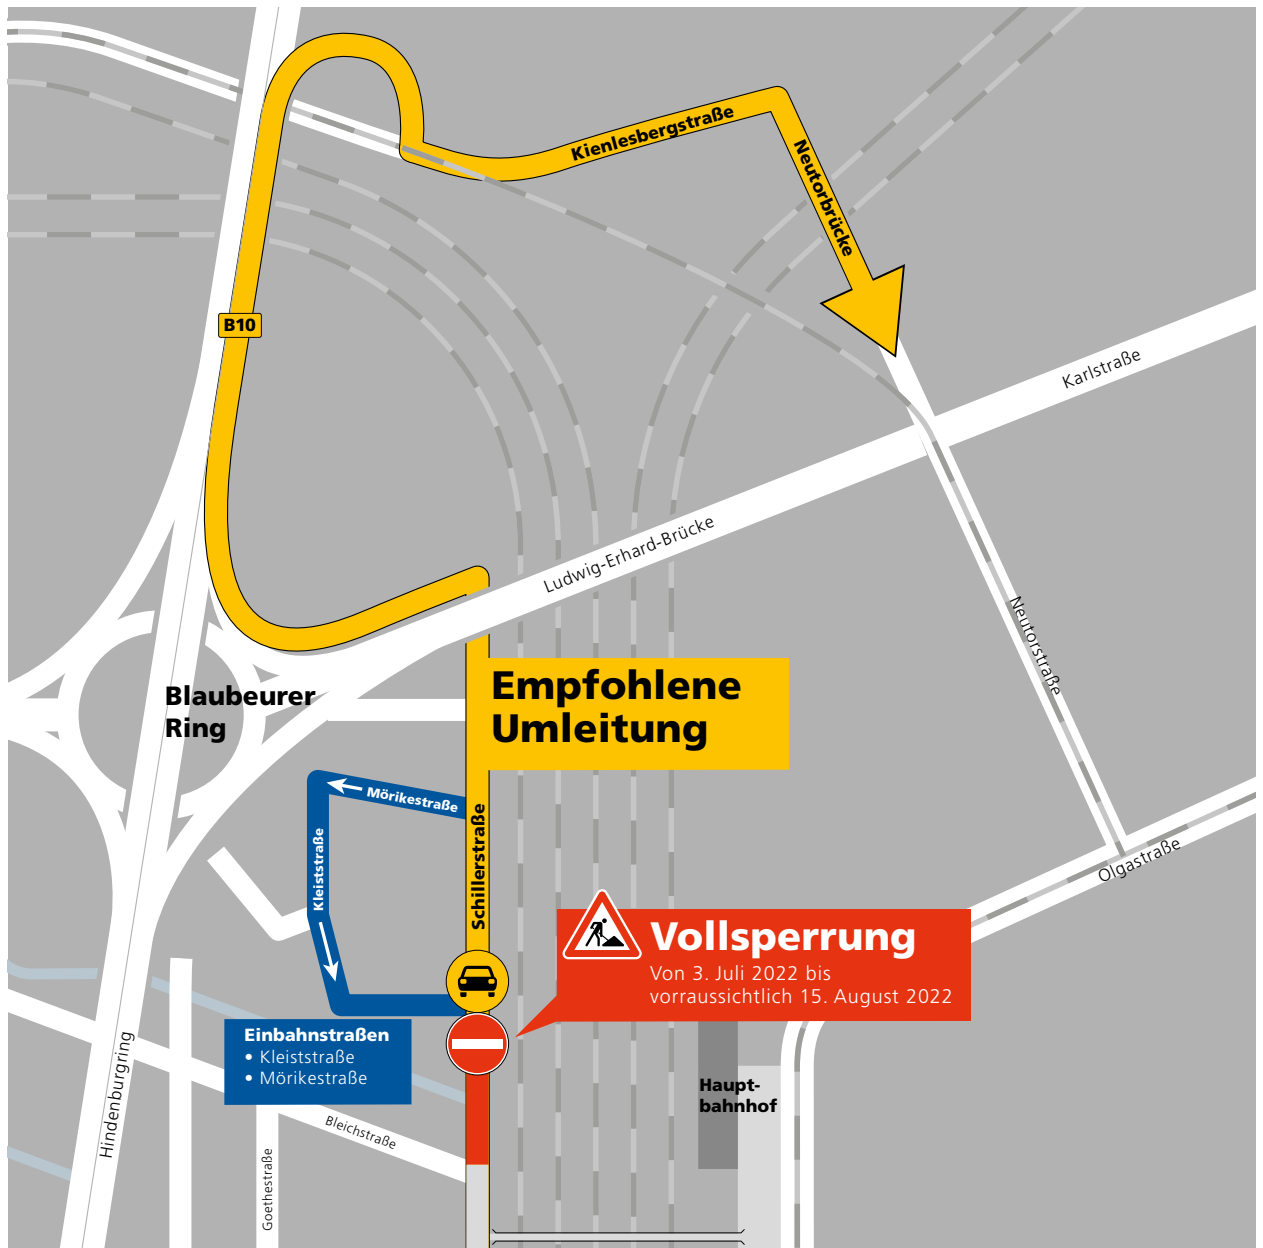 Kienlesbergstraße
Neutorbrücke
B10
Karlstraße
Ludwig-Erhard-Brücke
Neutorstraße
Blaubeurer
Ring
Empfohlene
Umleitung
Mörikestraße
Kleiststraße
Schillerstraße
Olgastraße
Vollsperrung
Von 3. Juli 2022 bis
vorraussichtlich 15. August 2022
Einbahnstraßen
• Kleiststraße
• Mörikestraße
Hindenburgring
Haupt-
bahnhof
Bleichstraße
Goethestraße